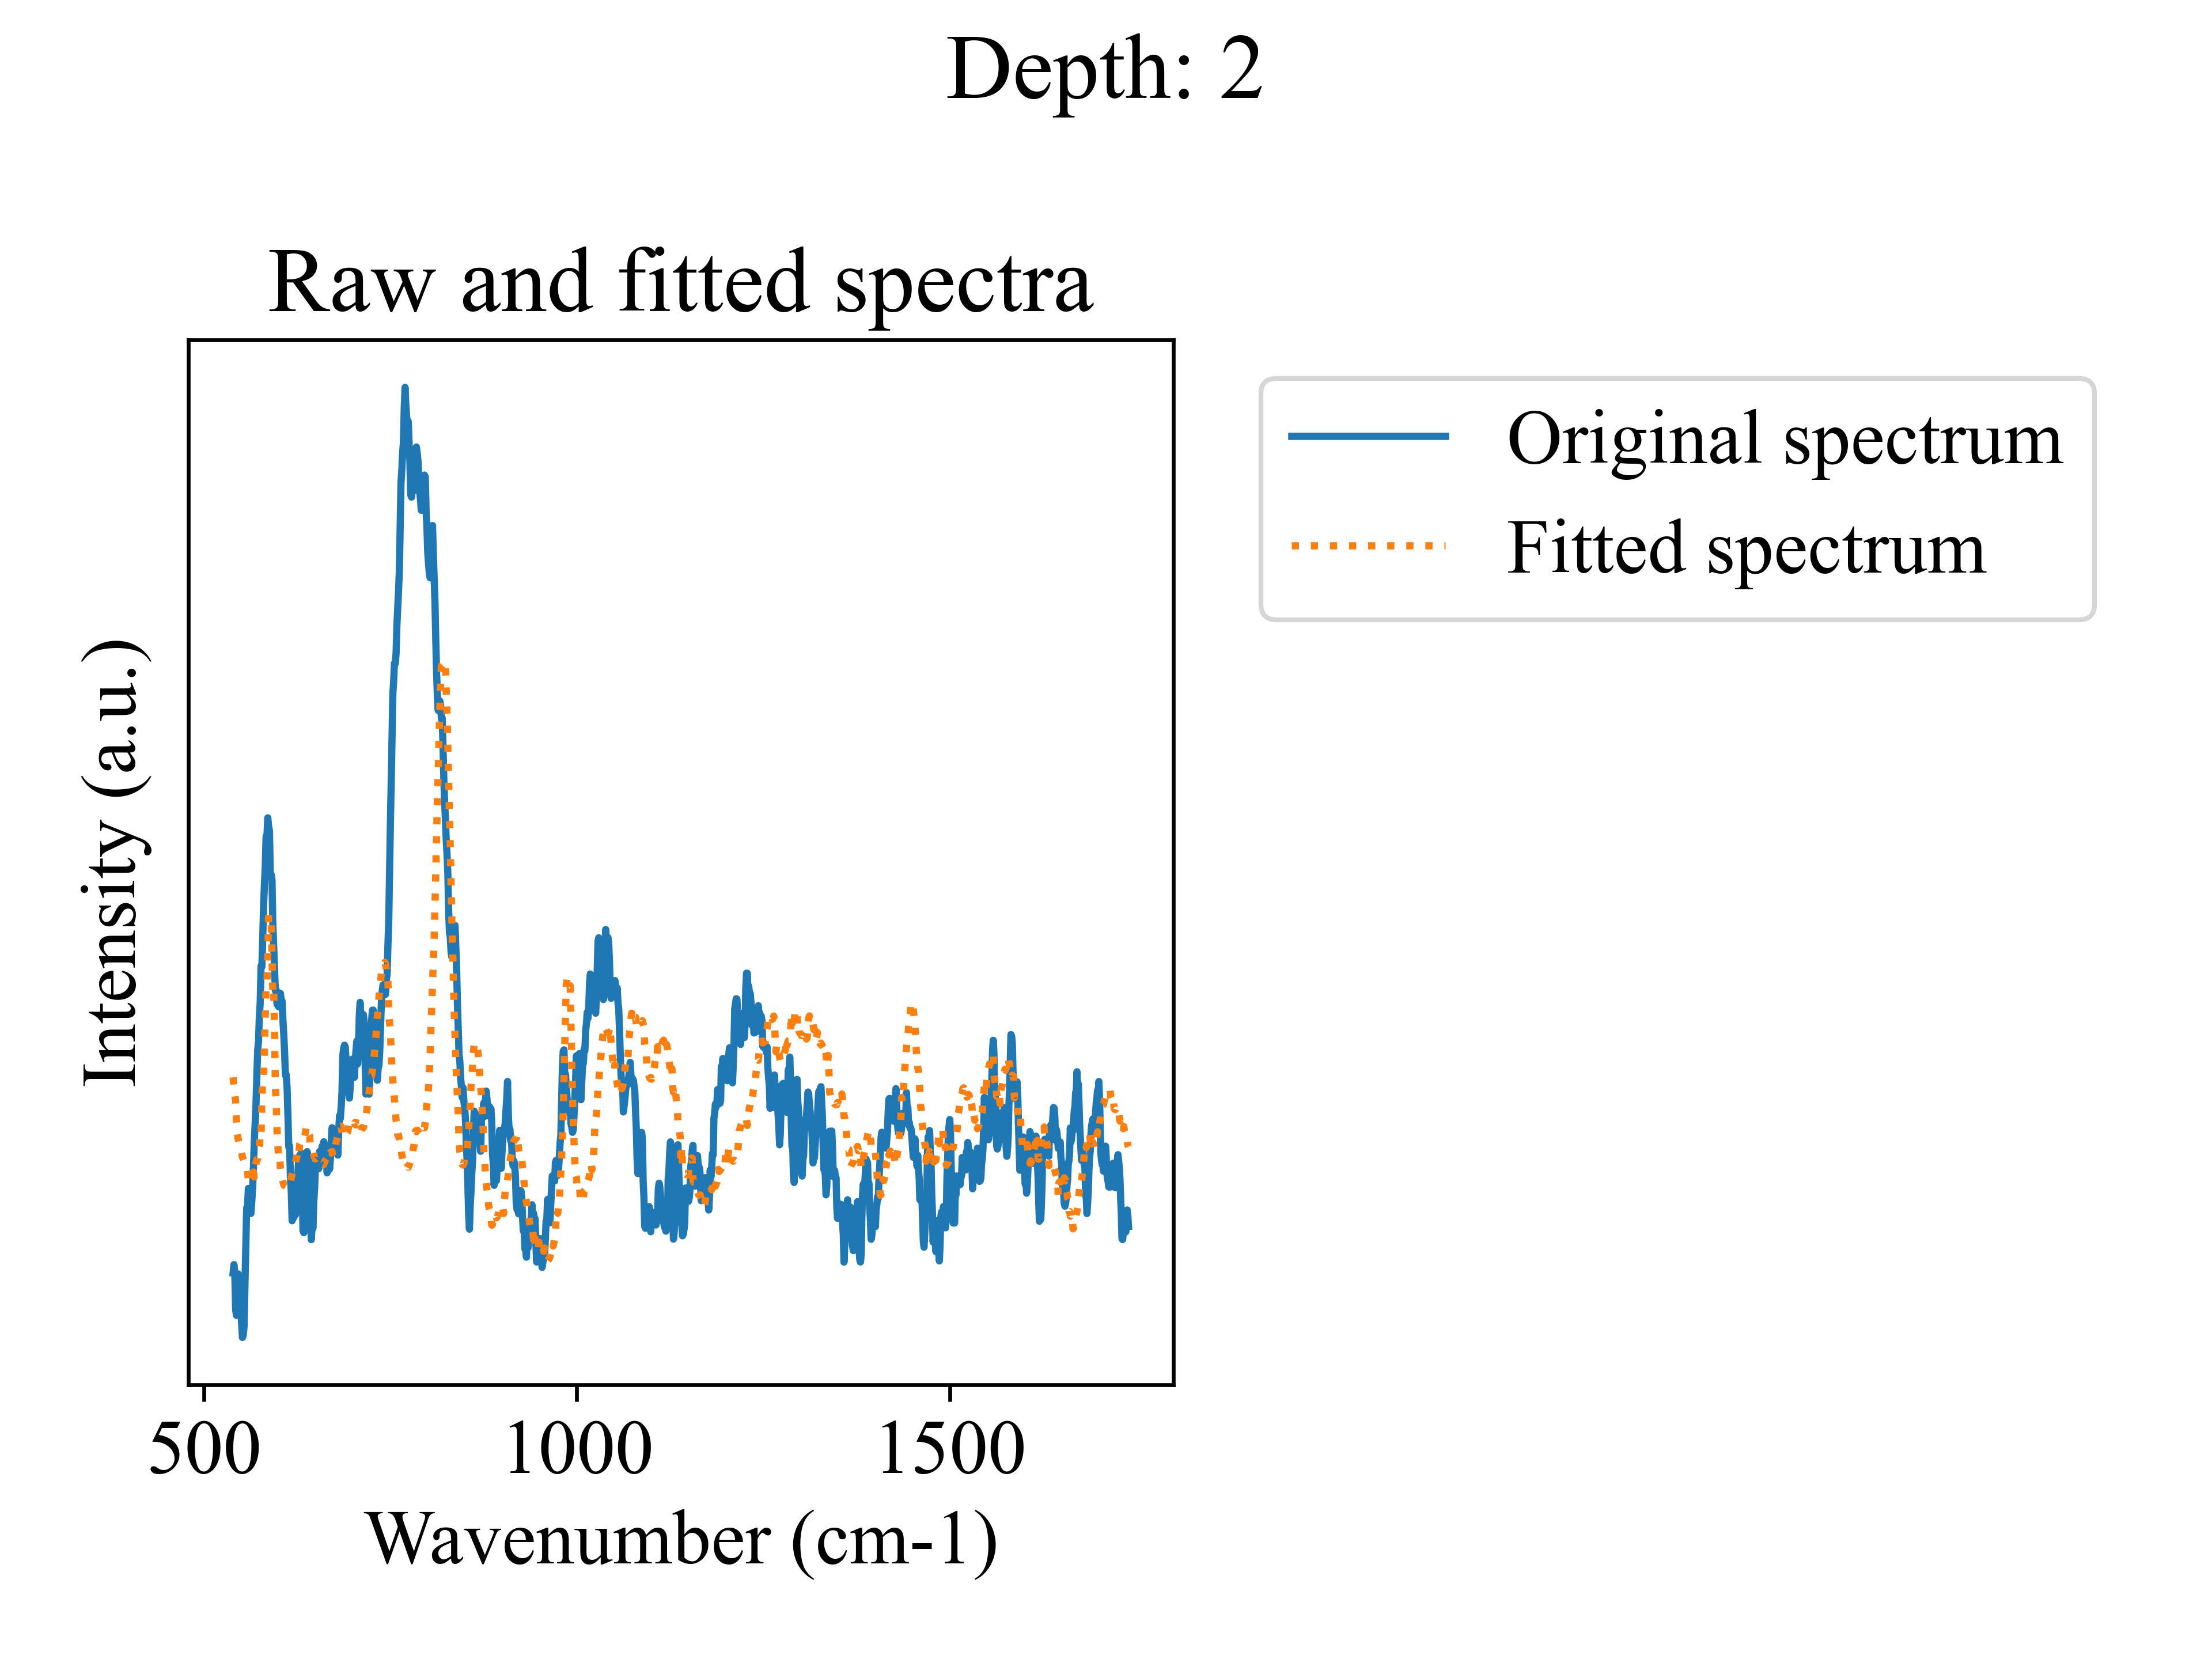 Depth: 2
Raw and fitted spectra
Original spectrum
Fitted spectrum
Intensity (a.u.)
500 1000 1500
Wavenumber (cm-1)